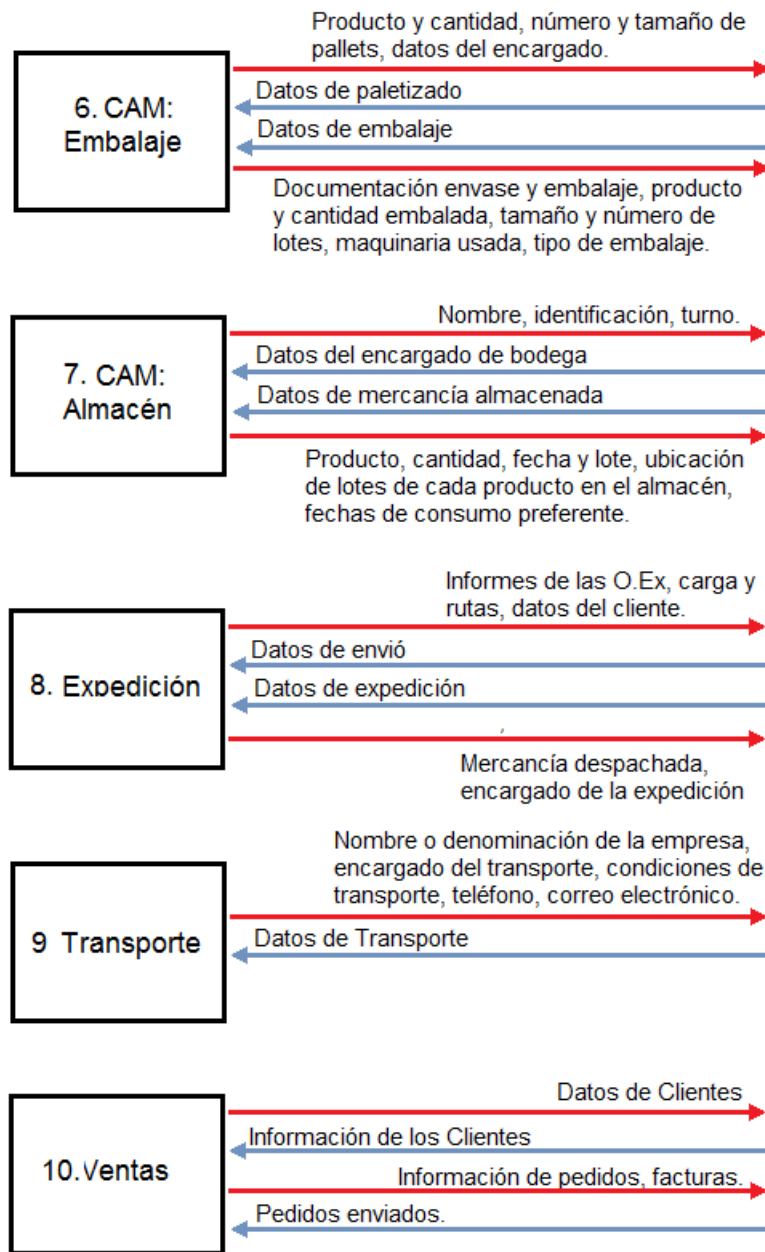 Producto y cantidad, número y tamaño de
pallets, datos del encargado.
6. CAM:
Embalaje
Datos de paletizado
Datos de embalaje
Documentación envase y embalaje, producto
y cantidad embalada, tamaño y número de
lotes, maquinaria usada, tipo de embalaje.
Nombre, identificación, turno.
7. CAM:
Almacén
Datos del encargado de bodega
Datos de mercancía almacenada
Producto, cantidad, fecha y lote, ubicación
de lotes de cada producto en el almacén,
fechas de consumo preferente.
Informes de las O.Ex, carga y
rutas, datos del cliente.
8. Expedición
Datos de envió
Datos de expedición
Mercancía despachada,
encargado de la expedición
Nombre o denominación de la empresa,
encargado del transporte, condiciones de
transporte, teléfono, correo electrónico.
9 Transporte
Datos de Transporte
Datos de Clientes
10.Ventas
Información de los Clientes
Información de pedidos, facturas.
Pedidos enviados.